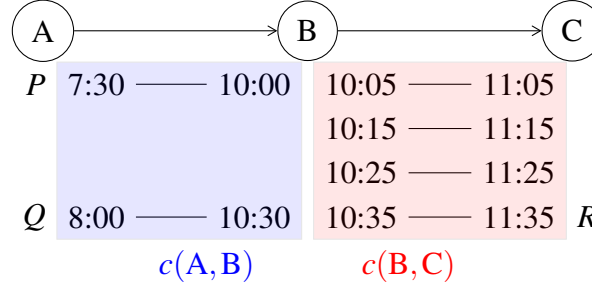 A B C
P 7:30 —— 10:00 10:05 —— 11:05
10:15 —— 11:15
10:25 —— 11:25
Q 8:00 —— 10:30 10:35 —— 11:35 R
c(A,B) c(B,C)